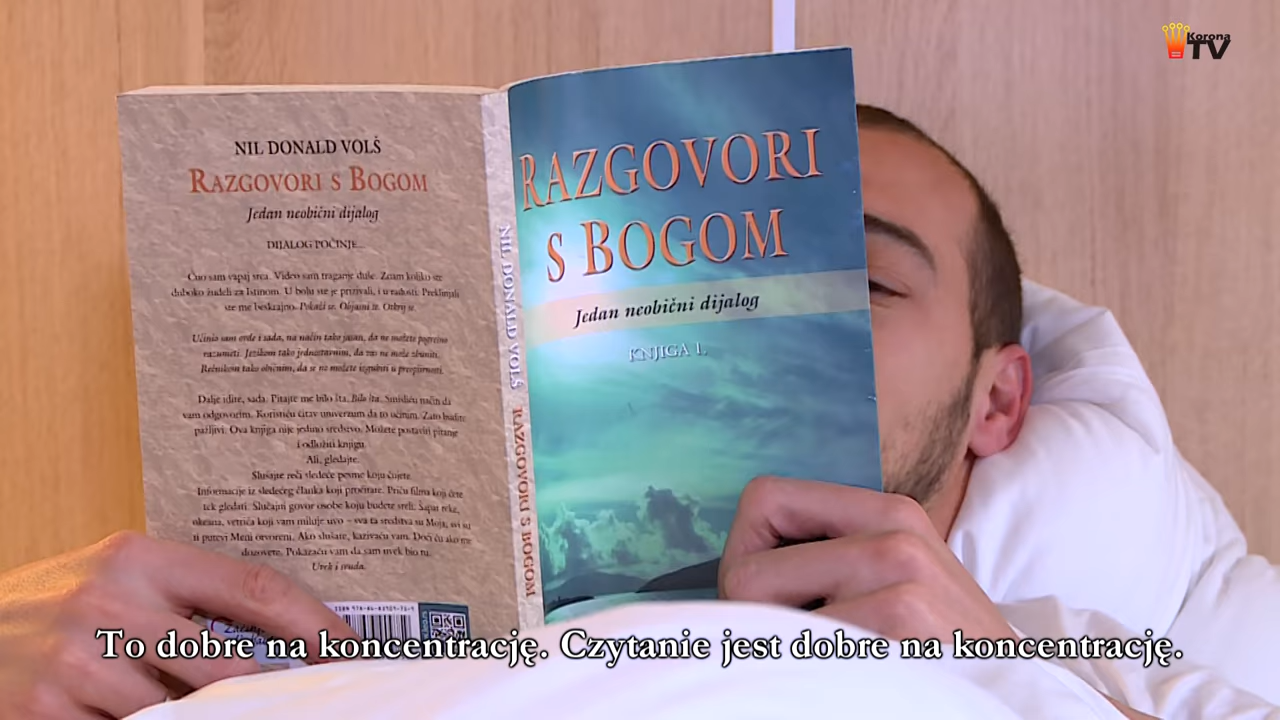 Korona
TV
NIL DONALD VOLŠ
RAZGOVORI S BOGOM
Jedan neobični dijalog
DIJALOG POČINJE...
Čuo sam vapaj srca. Video sam traganje duše. Znam koliko ste
duboko žudeli za Istinom. U bolu ste je prizivali, i u radosti. Preklinjali
ste me beskrajno. Pokaži se. Objasni se. Otkrij se.
Učinio sam ovde i sada, na način tako jasan, da ne možete pogrešno
razumeti. Jezikom tako jednostavnim, da vas ne može zbuniti.
Rečnikom tako običnim, da se ne možete izgubiti u
Dalje idite, sada. Pitajte me bilo šta. Bilo šta. Smisliću način da
vam odgovorim. Koristiću čitav univerzum da to učinim. Zato budite
pažljivi. Ova knjiga nije jedino sredstvo. Možete postaviti pitanje
i odložiti knjigu.
Ali, gledajte.
Slušajte reči sledeće pesme koju čujete.
Informacije iz sledećeg članka koji pročitate. Priču filma koji ćete
tek gledati. Slučajni govor osobe koju budete sreli. Šapat reke,
okeana, vetrića koji vam miluje uvo – sva ta sredstva su Moja, svi su
ti putevi Meni otvoreni. Ako slušate, kazivaću vam. Doći ću ako me
dozovete. Pokazaću vam da sam uvek bio tu.
Uvek i svuda.
NIL DONALD VOLŠ RAZGOVORI S BOGOM
RAZGOVORI
S BOGOM
Jedan neobični dijalog
KNJIGA 1.
To dobre na koncentrację. Czytanie jest dobre na koncentrację.